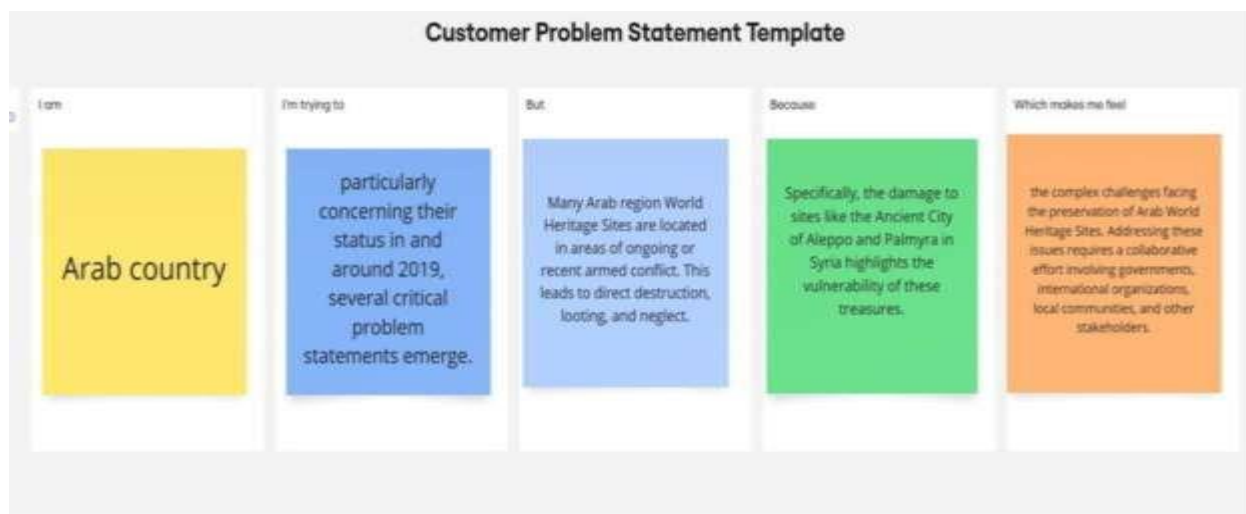 Customer Problem Statement Template
I am
I'm trying to
But
Because
Which makes me feel
Arab country
particularly
concerning their
status in and
around 2019,
several critical
problem
statements emerge.
Many Arab region World
Heritage Sites are located
in areas of ongoing or
recent armed conflict. This
leads to direct destruction,
looting, and neglect.
Specifically, the damage to
sites like the Ancient City
of Aleppo and Palmyra in
Syria highlights the
vulnerability of these
treasures.
the complex challenges facing
the preservation of Arab World
Heritage Sites. Addressing these
issues requires a collaborative
effort involving governments,
international organizations,
local communities, and other
stakeholders.